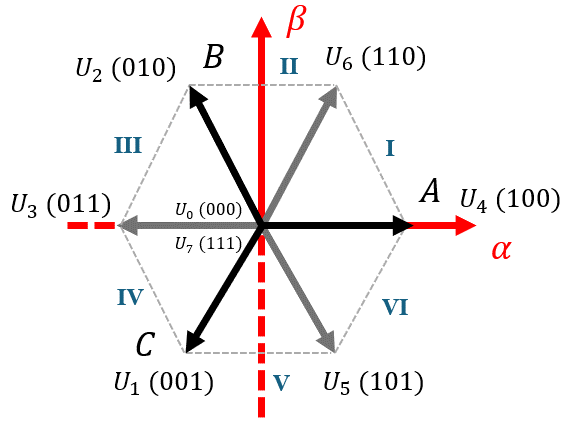 β
B
U₂ (010)
II
U₆ (110)
III
I
A
U₃ (011)
U₀ (000)
U₄ (100)
U₇ (111)
α
IV
VI
C
U₁ (001)
V
U₅ (101)